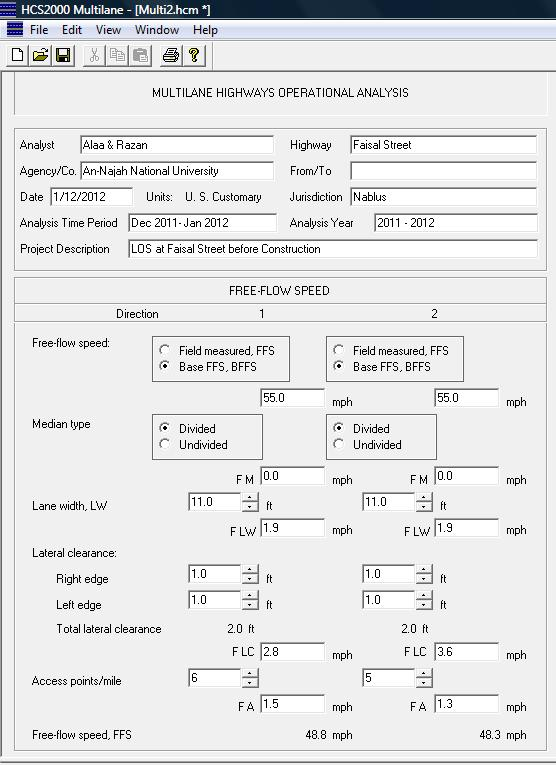 HCS2000 Multilane - [Multi2.hcm *]
File Edit View Window Help
MULTILANE HIGHWAYS OPERATIONAL ANALYSIS
Analyst Alaa & Razan Highway Faisal Street
Agency/Co. An-Najah National University From/To
Date 1/12/2012 Units: U. S. Customary Jurisdiction Nablus
Analysis Time Period Dec 2011- Jan 2012 Analysis Year 2011 - 2012
Project Description LOS at Faisal Street before Construction
FREE-FLOW SPEED
Direction 1 2
Free-flow speed: Field measured, FFS Field measured, FFS
Base FFS, BFFS Base FFS, BFFS
55.0 mph 55.0 mph
Median type Divided Divided
Undivided Undivided
F M 0.0 mph F M 0.0 mph
Lane width, LW 11.0 ft 11.0 ft
F LW 1.9 mph F LW 1.9 mph
Lateral clearance:
Right edge 1.0 ft 1.0 ft
Left edge 1.0 ft 1.0 ft
Total lateral clearance 2.0 ft 2.0 ft
F LC 2.8 mph F LC 3.6 mph
Access points/mile 6 5
F A 1.5 mph F A 1.3 mph
Free-flow speed, FFS 48.8 mph 48.3 mph